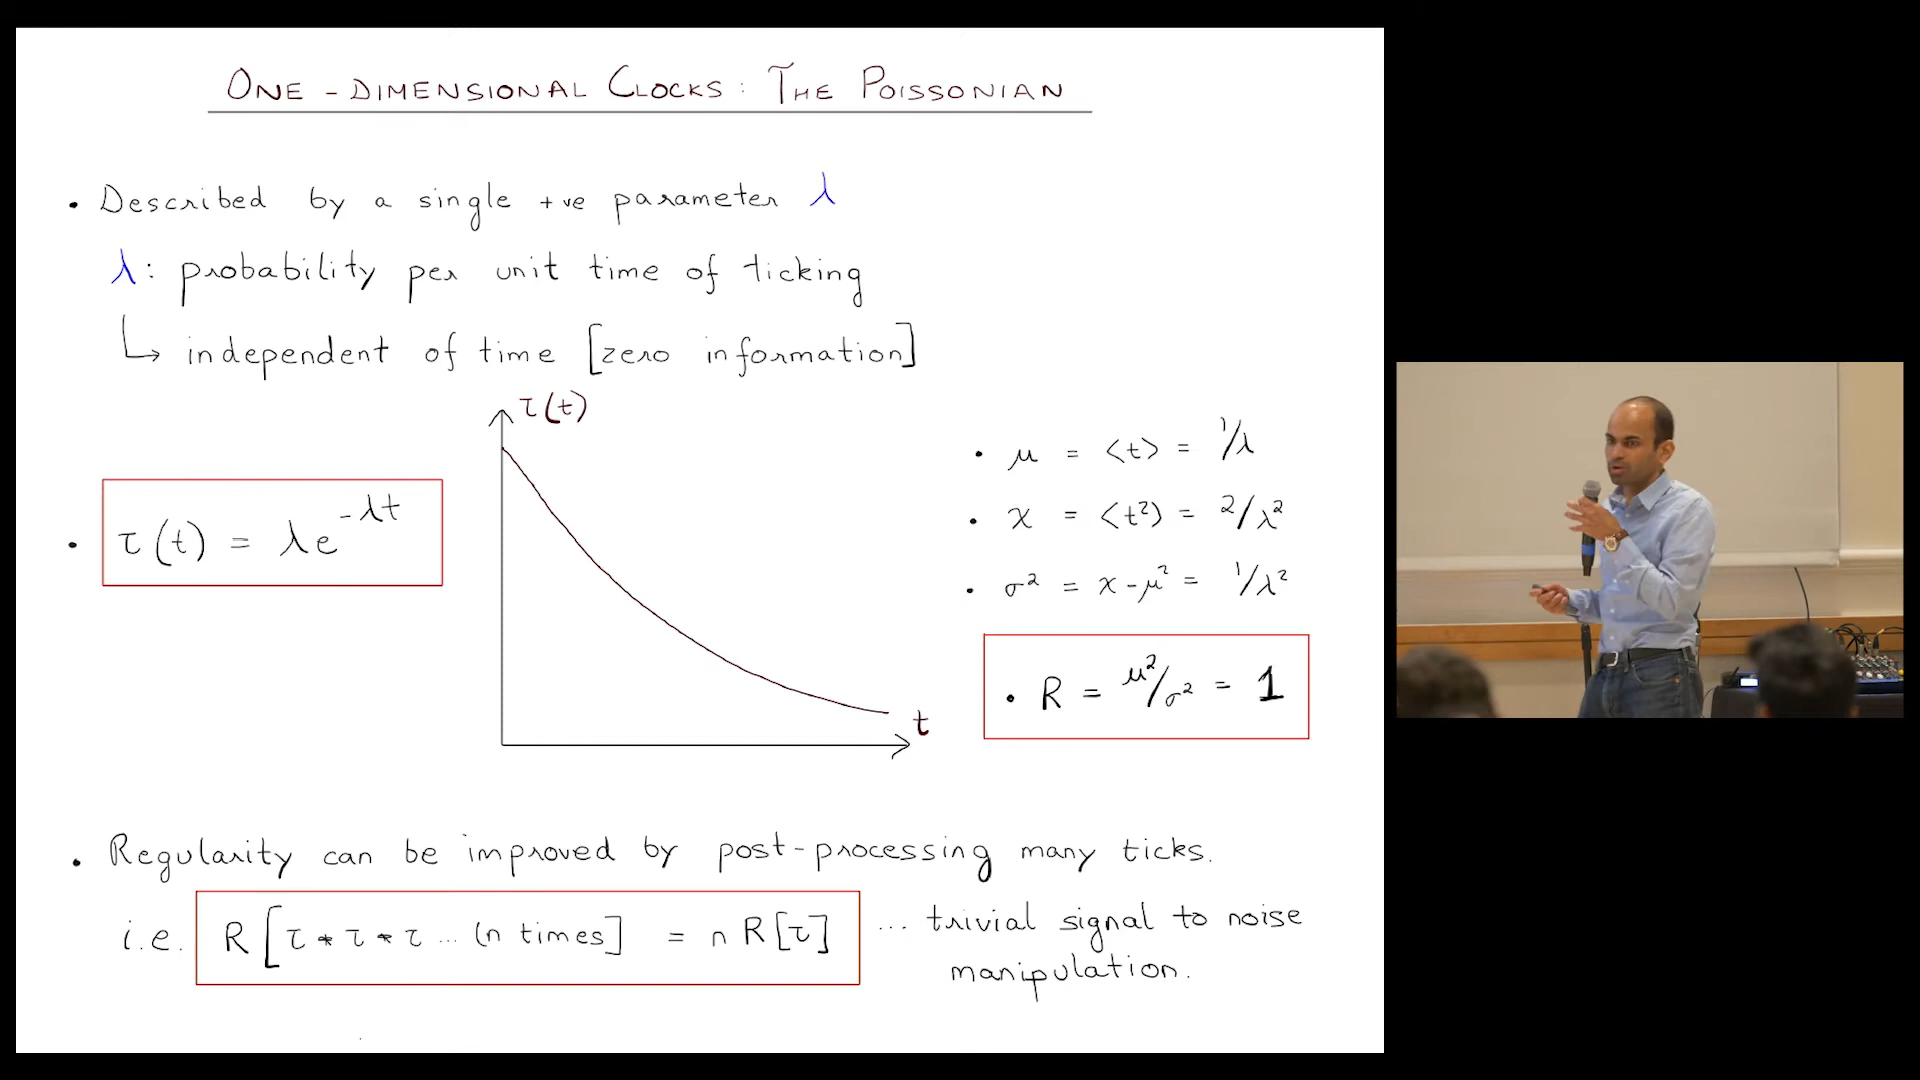 ONE-DIMENSIONAL CLOCKS: THE POISSONIAN
• Described by a single +ve parameter λ
λ: probability per unit time of ticking
↳ independent of time [zero information]
τ(t)
• τ(t) = λe^{-λt}
t
• μ = <t> = 1/λ
• χ = <t²> = 2/λ²
• σ² = χ-μ² = 1/λ²
• R = μ²/σ² = 1
• Regularity can be improved by post-processing many ticks.
i.e. R[τ * τ * τ ... (n times] = n R[τ] ... trivial signal to noise
manipulation.